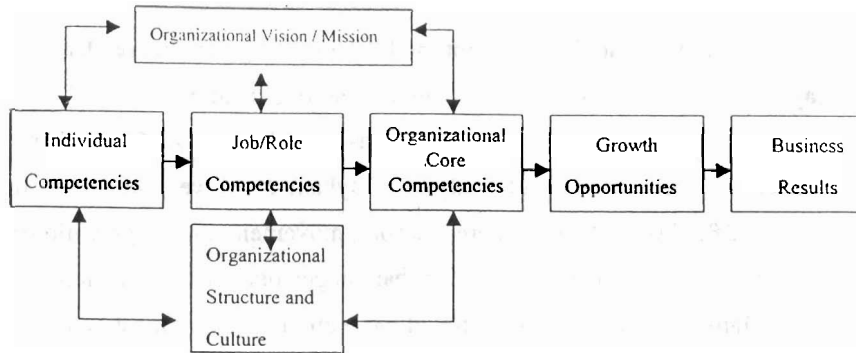 Organizational Vision / Mission
Individual
Competencies
Job/Role
Competencies
Organizational
Core
Competencies
Growth
Opportunities
Business
Results
Organizational
Structure and
Culture